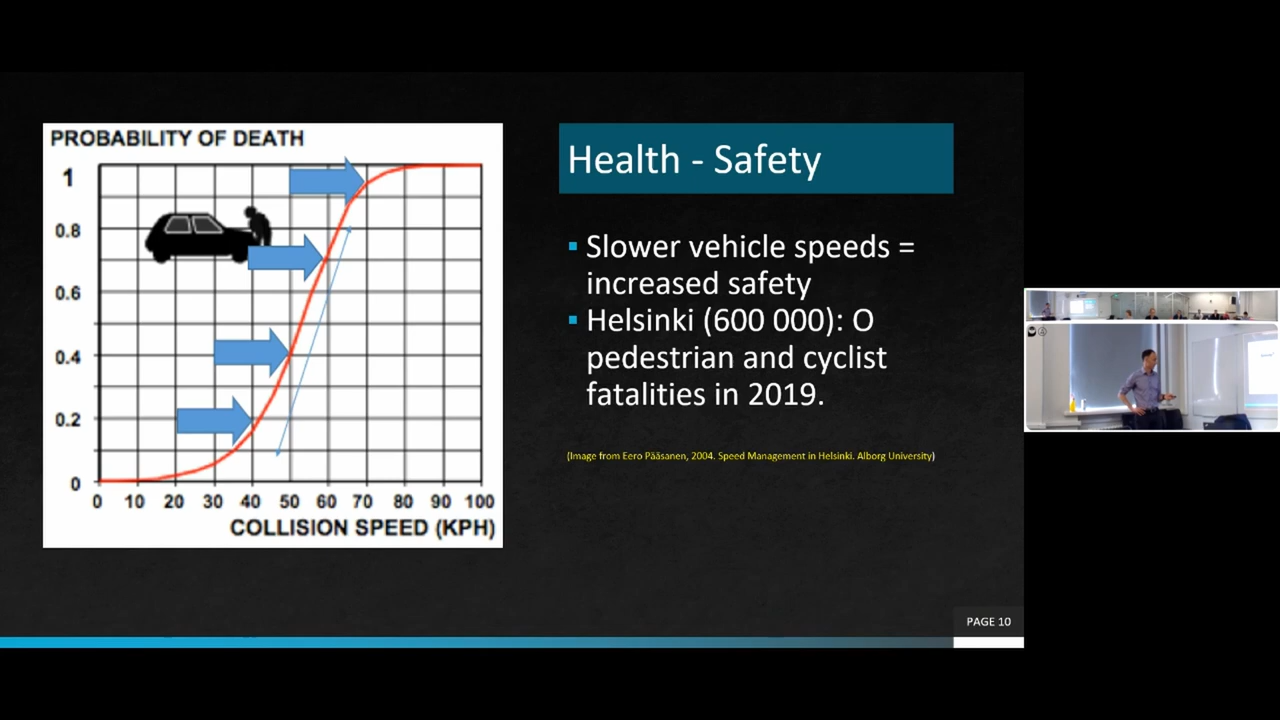 PROBABILITY OF DEATH
1
0.8
0.6
0.4
0.2
0
0 10 20 30 40 50 60 70 80 90 100
COLLISION SPEED (KPH)
Health - Safety
▪ Slower vehicle speeds =
increased safety
▪ Helsinki (600 000): O
pedestrian and cyclist
fatalities in 2019.
(Image from Eero Pääsanen, 2004. Speed Management in Helsinki. Alborg University)
PAGE 10